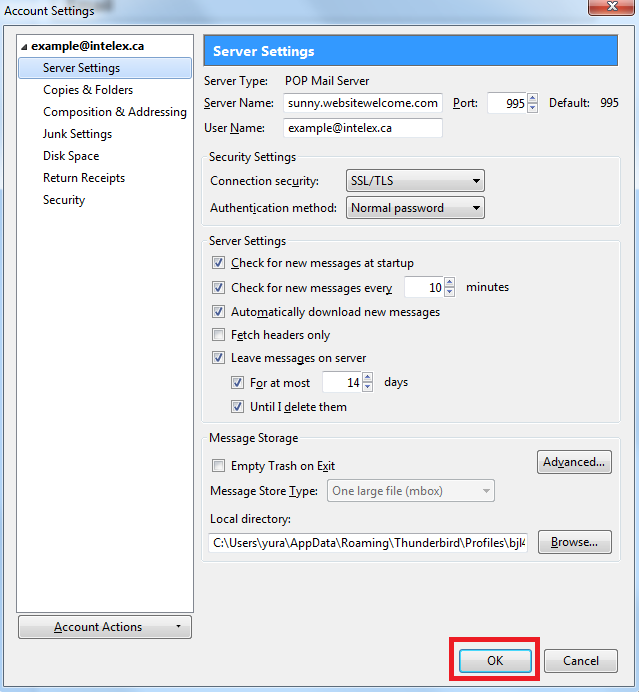 Account Settings
example@intelex.ca
Server Settings
Copies & Folders
Composition & Addressing
Junk Settings
Disk Space
Return Receipts
Security
Account Actions
Server Settings
Server Type: POP Mail Server
Server Name: sunny.websitewelcome.com Port: 995 Default: 995
User Name: example@intelex.ca
Security Settings
Connection security: SSL/TLS
Authentication method: Normal password
Server Settings
Check for new messages at startup
Check for new messages every 10 minutes
Automatically download new messages
Fetch headers only
Leave messages on server
For at most 14 days
Until I delete them
Message Storage
Empty Trash on Exit Advanced...
Message Store Type: One large file (mbox)
Local directory:
C:\Users\yura\AppData\Roaming\Thunderbird\Profiles\bjl4 Browse...
OK Cancel